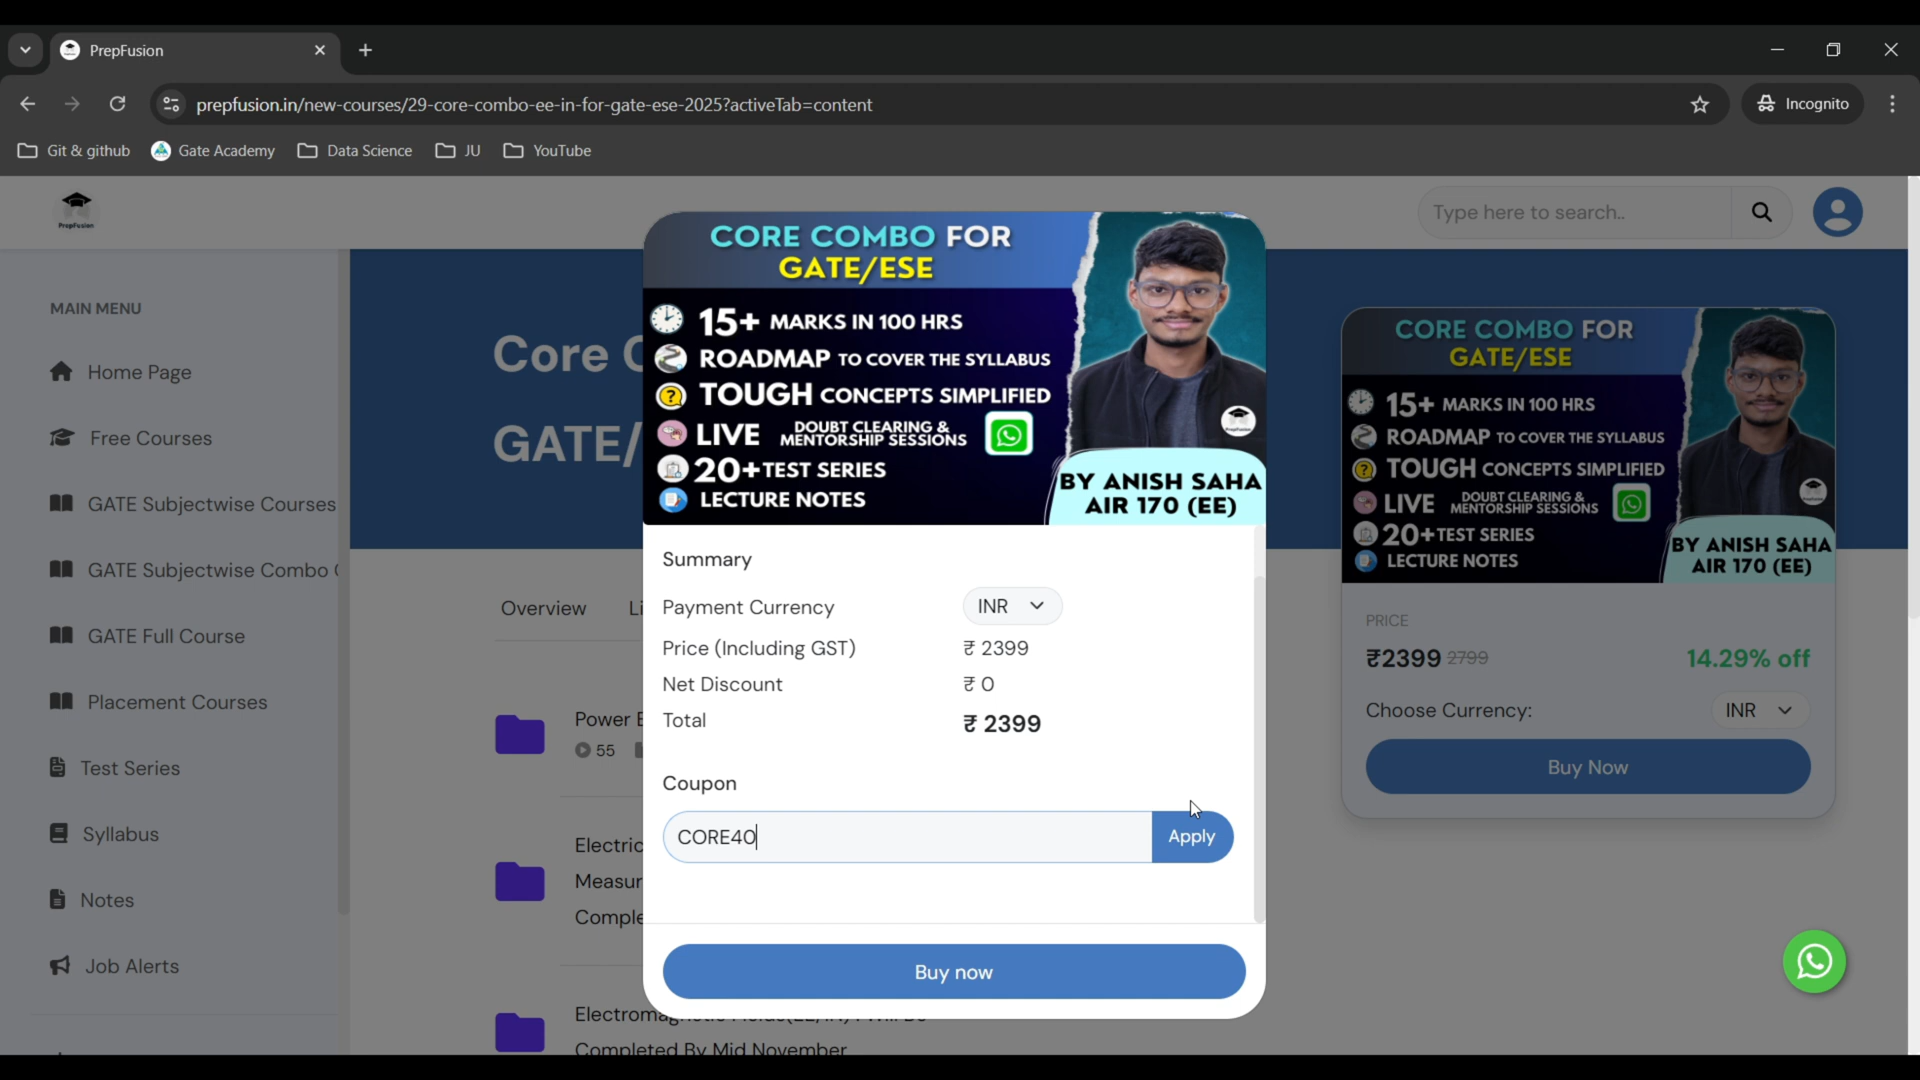 PrepFusion
prepfusion.in/new-courses/29-core-combo-ee-in-for-gate-ese-2025?activeTab=content
Incognito
Git & github
Gate Academy
Data Science
JU
YouTube
PrepFusion
Type here to search..
MAIN MENU
Home Page
Free Courses
GATE Subjectwise Courses
GATE Subjectwise Combo
GATE Full Course
Placement Courses
Test Series
Syllabus
Notes
Job Alerts
Core
GATE/
Overview
Li
Power E
55
Electric
Measur
Comple
Completed By Mid November
CORE COMBO FOR
GATE/ESE
15+ MARKS IN 100 HRS
ROADMAP TO COVER THE SYLLABUS
TOUGH CONCEPTS SIMPLIFIED
LIVE DOUBT CLEARING &
MENTORSHIP SESSIONS
20+TEST SERIES
LECTURE NOTES
BY ANISH SAHA
AIR 170 (EE)
Summary
Payment Currency
INR
Price (Including GST)
₹ 2399
Net Discount
₹ 0
Total
₹ 2399
Coupon
CORE40
Apply
Buy now
CORE COMBO FOR
GATE/ESE
15+ MARKS IN 100 HRS
ROADMAP TO COVER THE SYLLABUS
TOUGH CONCEPTS SIMPLIFIED
LIVE DOUBT CLEARING &
MENTORSHIP SESSIONS
20+TEST SERIES
LECTURE NOTES
BY ANISH SAHA
AIR 170 (EE)
PRICE
₹2399 2799
14.29% off
Choose Currency:
INR
Buy Now